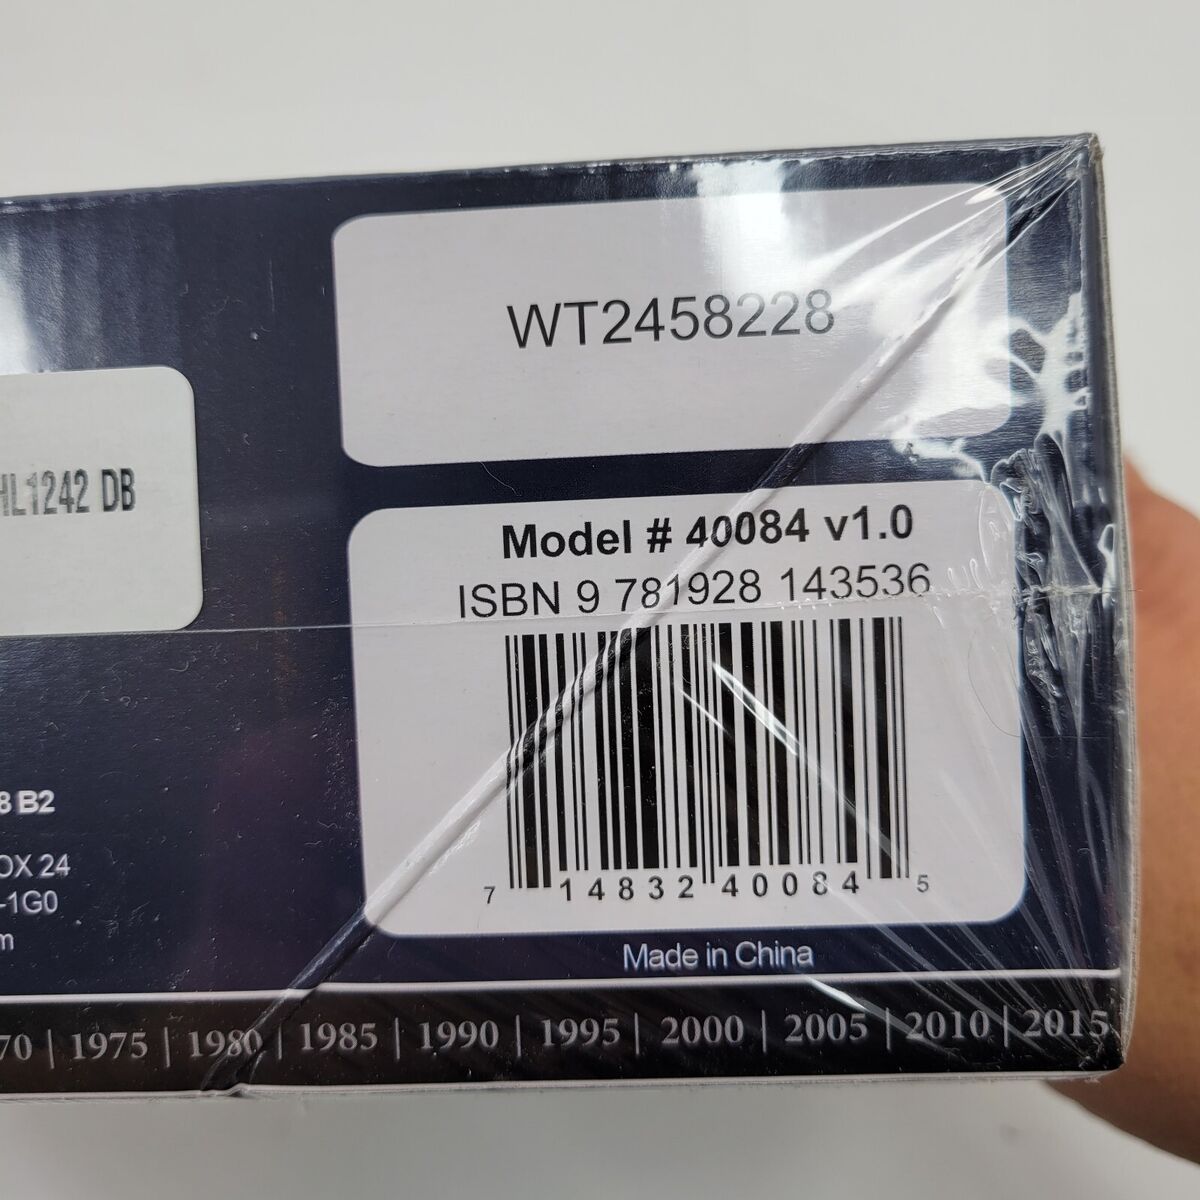 WT2458228
HL1242 DB
Model # 40084 v1.0
ISBN 9 781928 143536
7 14832 40084 5
8 B2
OX 24
-1G0
m
Made in China
70 | 1975 | 1980 | 1985 | 1990 | 1995 | 2000 | 2005 | 2010 | 2015